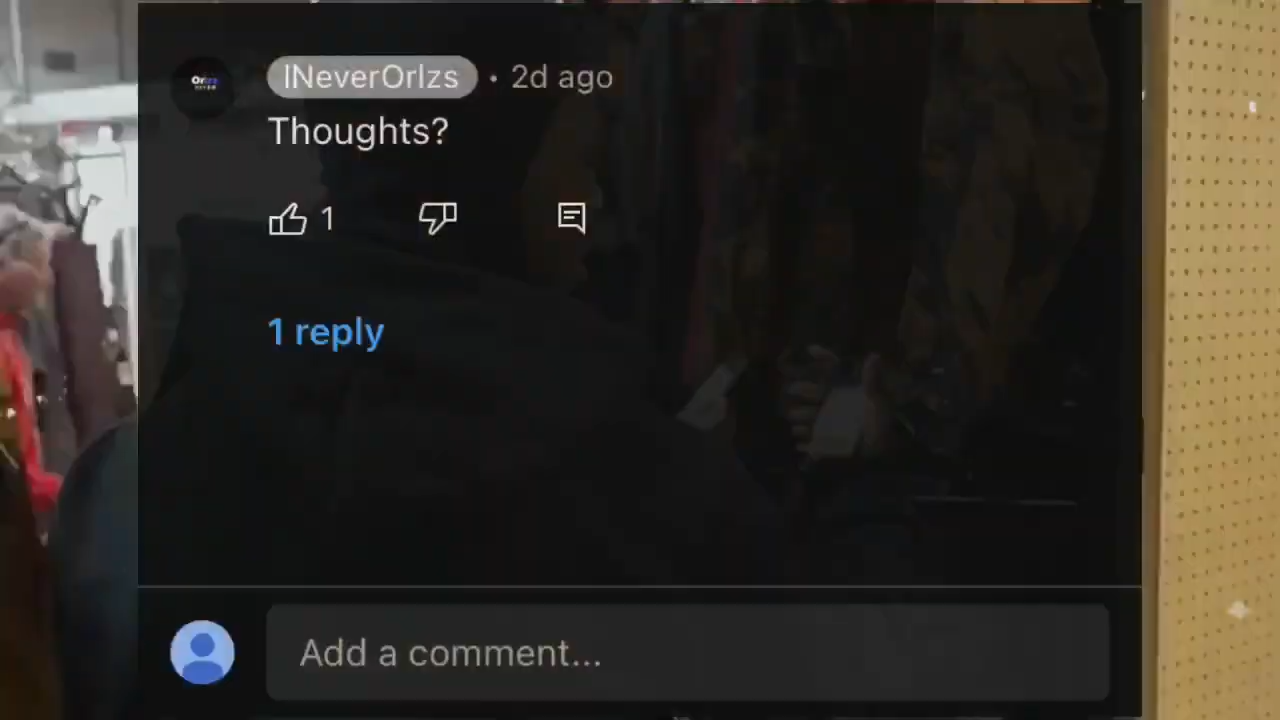 INeverOrlzs • 2d ago
Thoughts?
1
1 reply
Add a comment...